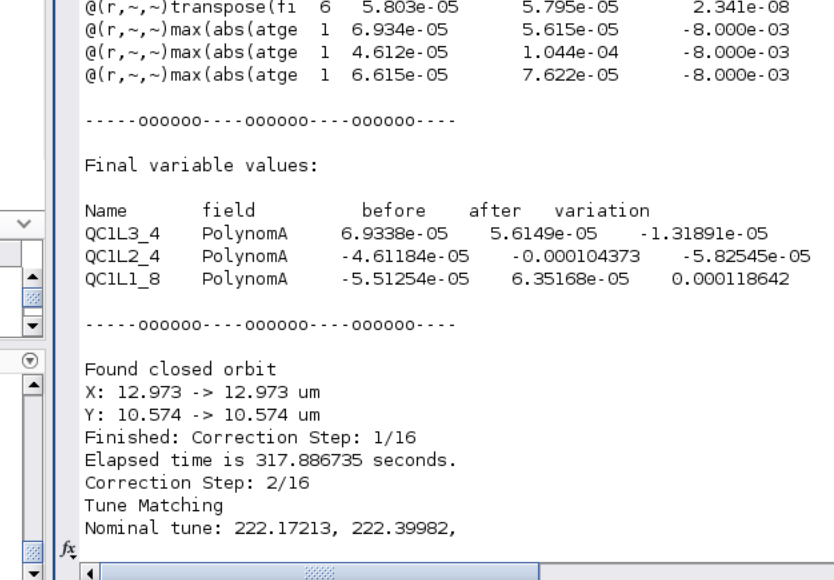 @(r,~,~)transpose(fi 6 5.803e-05 5.795e-05 2.341e-08
@(r,~,~)max(abs(atge 1 6.934e-05 5.615e-05 -8.000e-03
@(r,~,~)max(abs(atge 1 4.612e-05 1.044e-04 -8.000e-03
@(r,~,~)max(abs(atge 1 6.615e-05 7.622e-05 -8.000e-03
-----oooooo----oooooo----oooooo----
Final variable values:
Name field before after variation
QC1L3_4 PolynomA 6.9338e-05 5.6149e-05 -1.31891e-05
QC1L2_4 PolynomA -4.61184e-05 -0.000104373 -5.82545e-05
QC1L1_8 PolynomA -5.51254e-05 6.35168e-05 0.000118642
-----oooooo----oooooo----oooooo----
Found closed orbit
X: 12.973 -> 12.973 um
Y: 10.574 -> 10.574 um
Finished: Correction Step: 1/16
Elapsed time is 317.886735 seconds.
Correction Step: 2/16
Tune Matching
Nominal tune: 222.17213, 222.39982,
fx